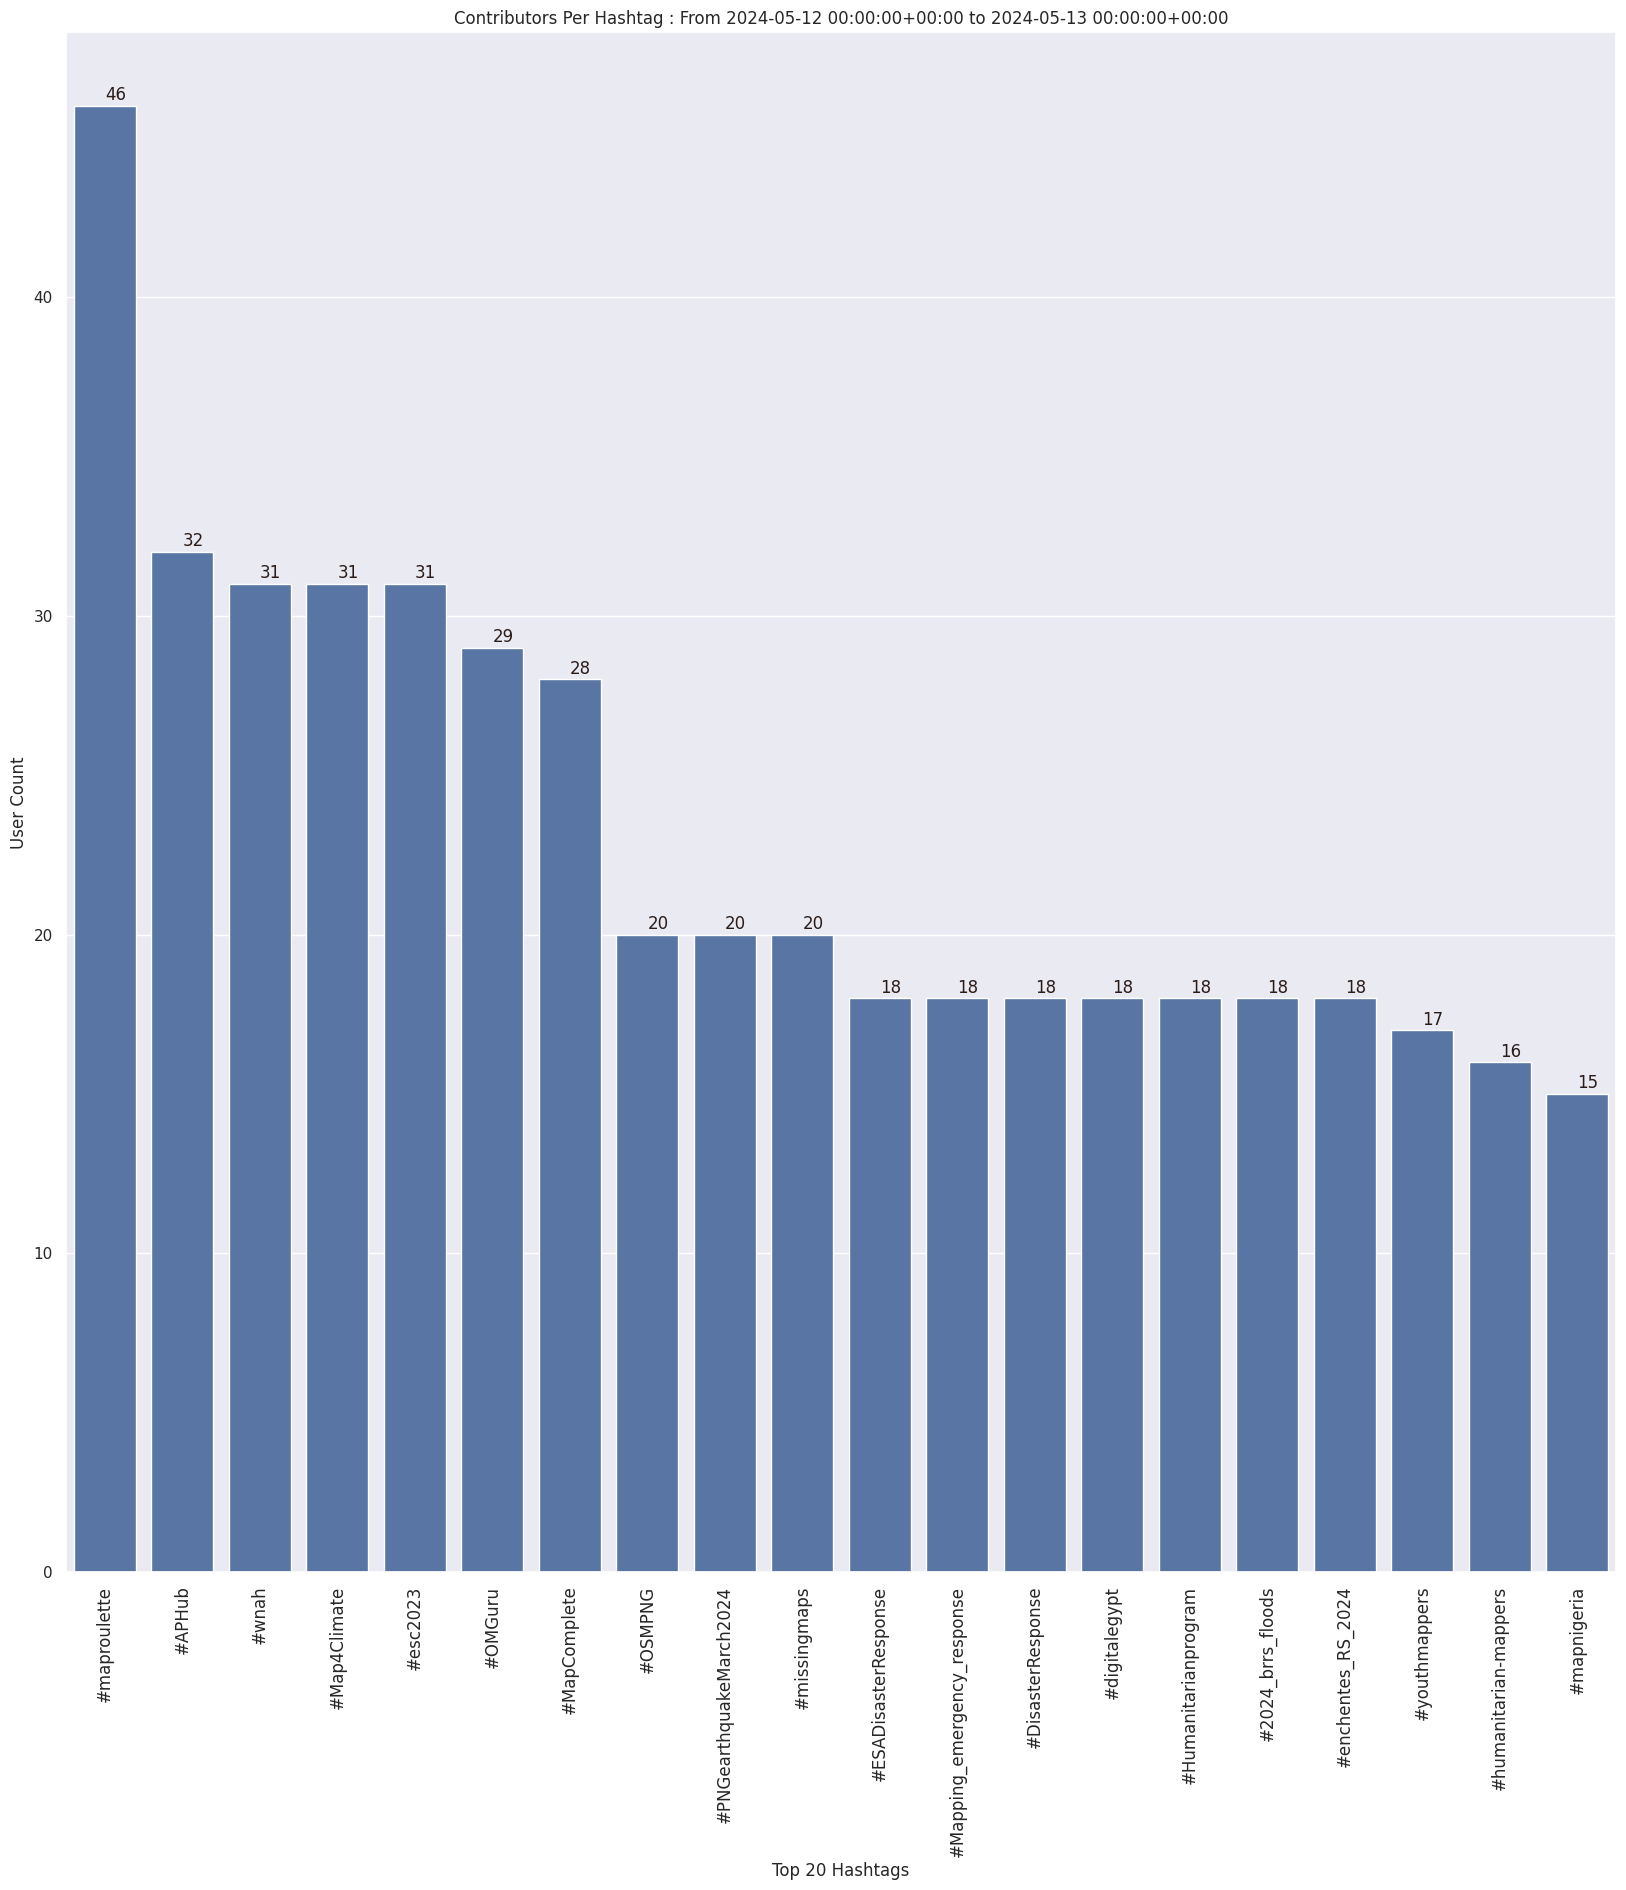 Contributors Per Hashtag : From 2024-05-12 00:00:00+00:00 to 2024-05-13 00:00:00+00:00
User Count
40
30
20
10
0
46
32
31
31
31
29
28
20
20
20
18
18
18
18
18
18
18
17
16
15
#maproulette
#APHub
#wnah
#Map4Climate
#esc2023
#OMGuru
#MapComplete
#OSMPNG
#PNGearthquakeMarch2024
#missingmaps
#ESADisasterResponse
#Mapping_emergency_response
#DisasterResponse
#digitalegypt
#Humanitarianprogram
#2024_brrs_floods
#enchentes_RS_2024
#youthmappers
#humanitarian-mappers
#mapnigeria
Top 20 Hashtags